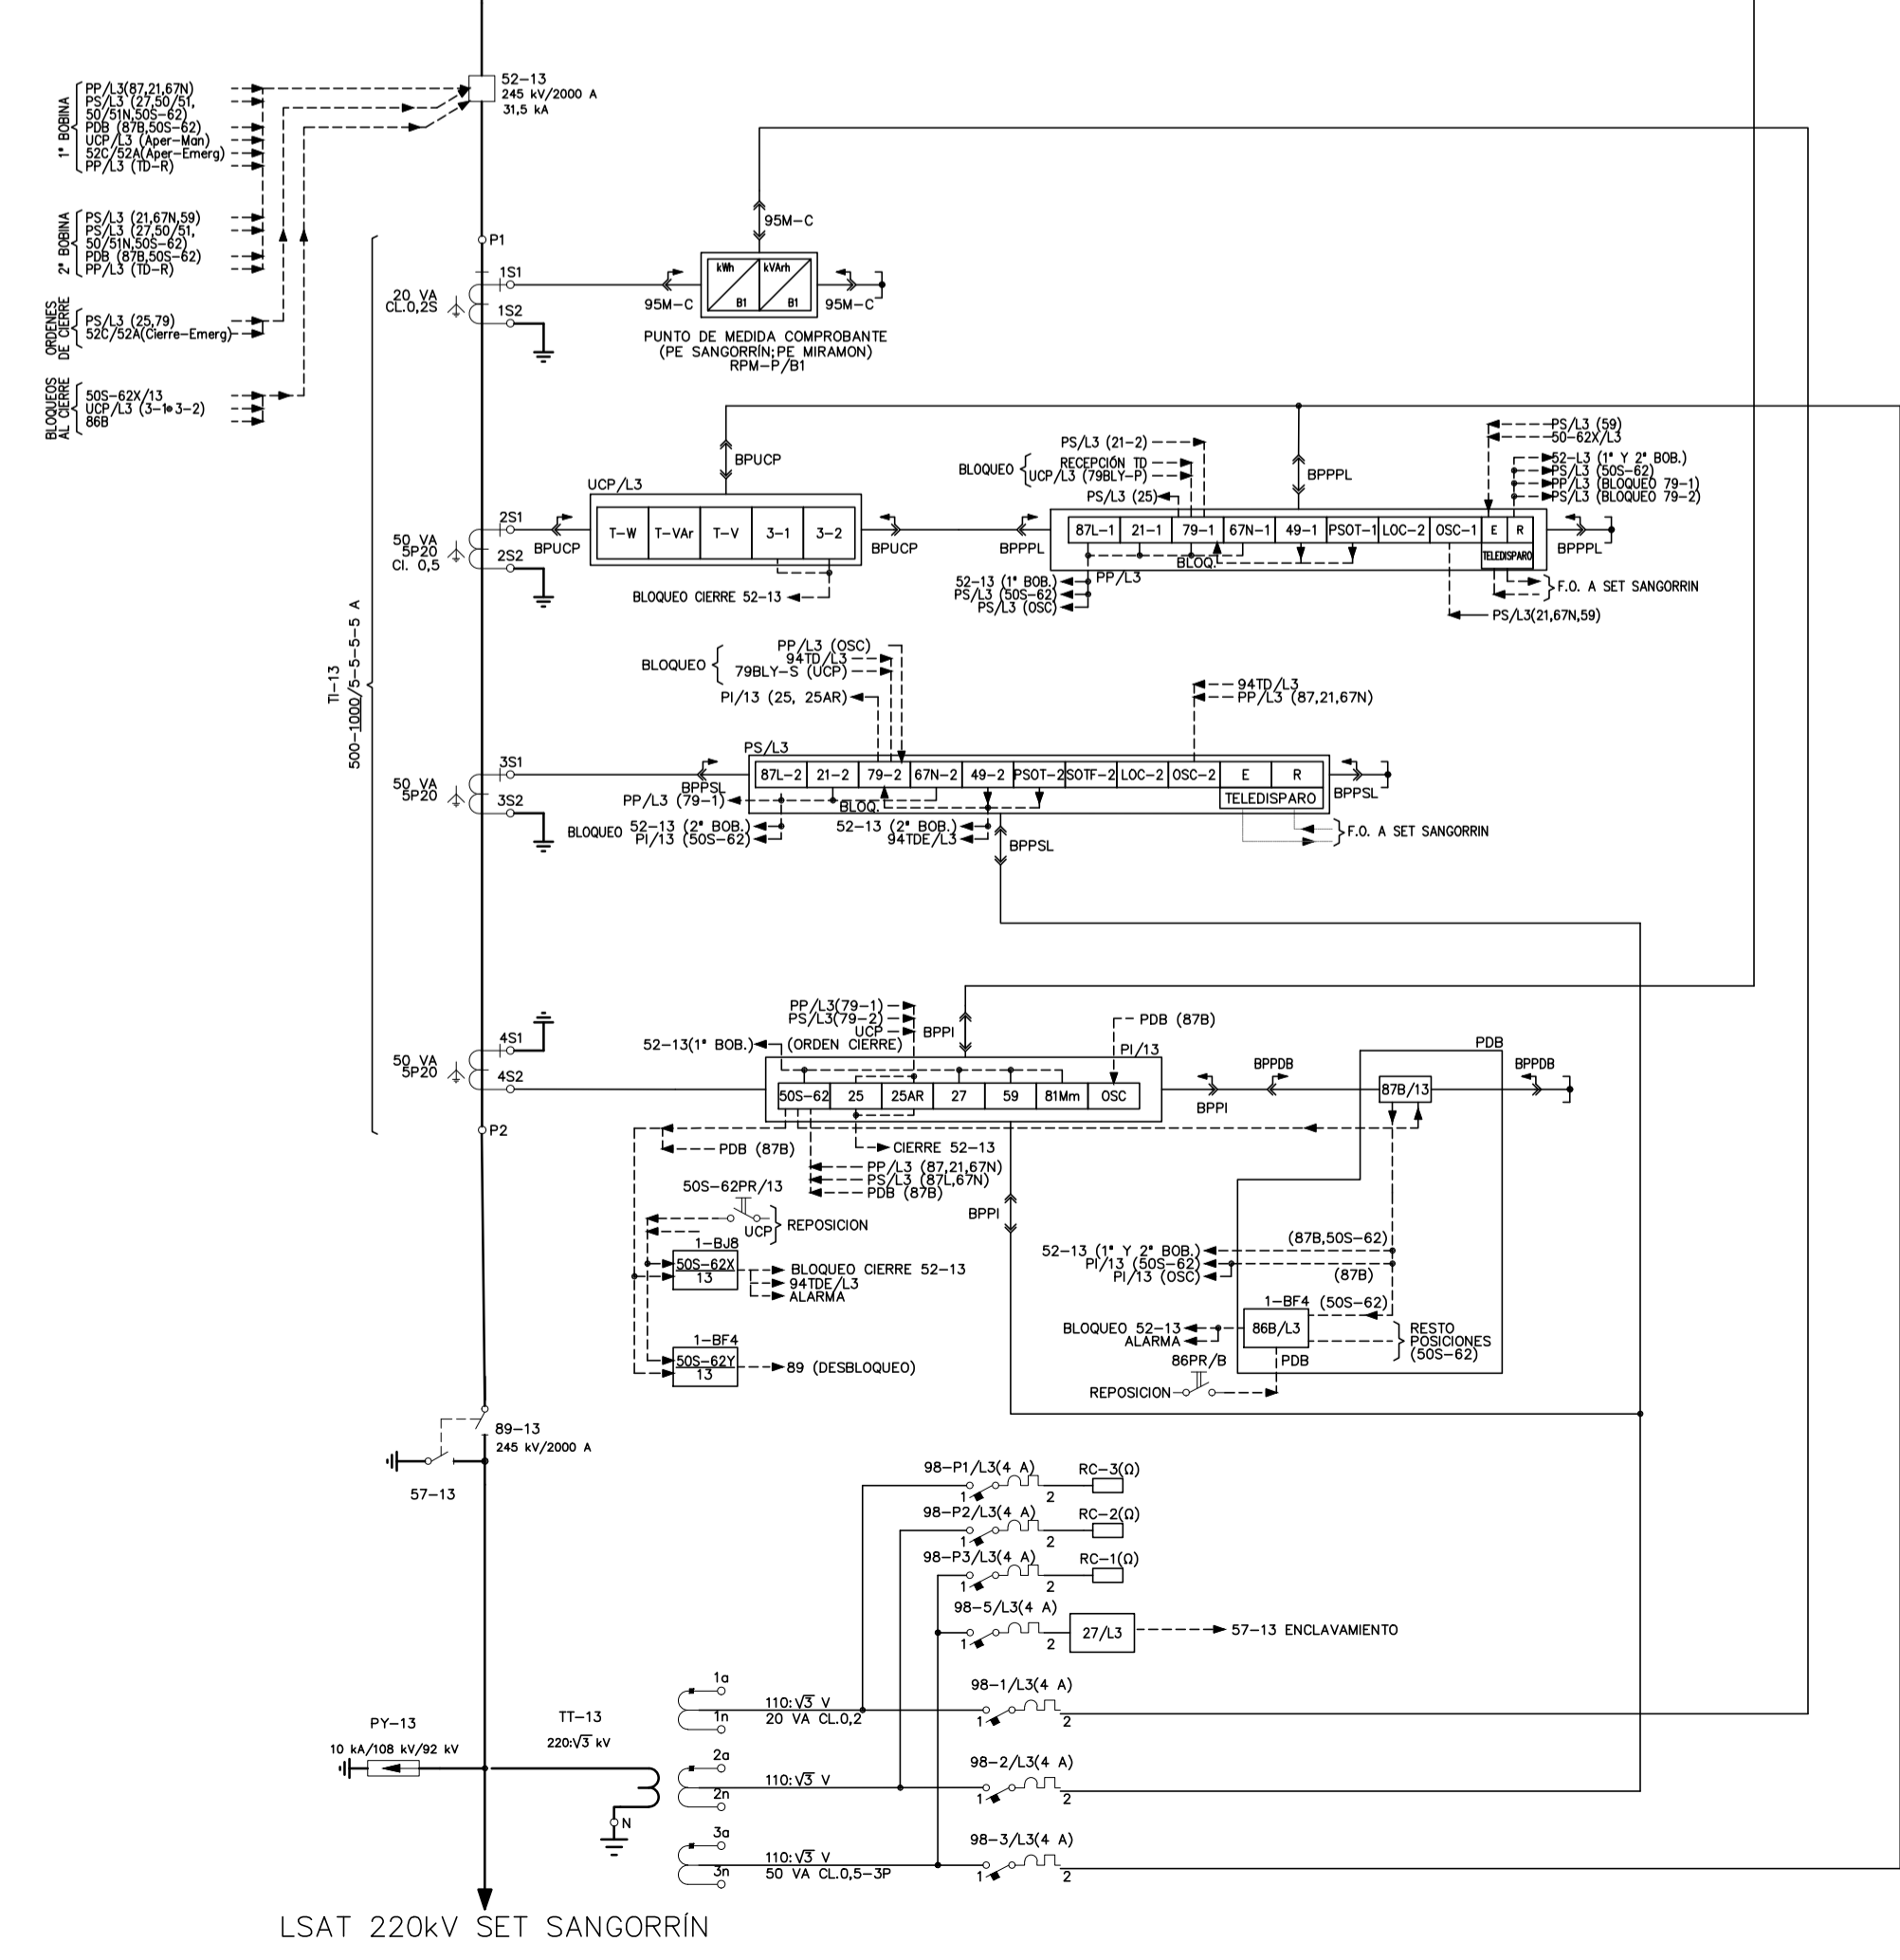 52-13
245 kV/2000 A
31,5 kA
1ª BOBINA
PP/L3(87,21,67N)
PS/L3 (27,50/51,
50/51N,50S-62)
PDB (87B,50S-62)
UCP/L3 (Aper-Man)
52C/52A(Aper-Emerg)
PP/L3 (TD-R)
2ª BOBINA
PS/L3 (21,67N,59)
PS/L3 (27,50/51,
50/51N,50S-62)
PDB (87B,50S-62)
PP/L3 (TD-R)
ORDENES
DE CIERRE
PS/L3 (25,79)
52C/52A(Cierre-Emerg)
BLOQUEOS
AL CIERRE
50S-62X/13
UCP/L3 (3-1 3-2)
86B
P1
TI-13
500-1000/5-5-5-5 A
20 VA
CL.0,2S
1S1
1S2
95M-C
95M-C
95M-C
kWh
kVArh
B1
B1
PUNTO DE MEDIDA COMPROBANTE
(PE SANGORRÍN;PE MIRAMON)
RPM-P/B1
50 VA
5P20
Cl. 0,5
2S1
2S2
BPUCP
BPUCP
UCP/L3
T-W
T-VAr
T-V
3-1
3-2
BPUCP
BLOQUEO CIERRE 52-13
BPPPL
PS/L3 (21-2)
BLOQUEO
RECEPCIÓN TD
UCP/L3 (79BLY-P)
PS/L3 (25)
BPPPL
PS/L3 (59)
50-62X/L3
52-L3 (1ª Y 2ª BOB.)
PS/L3 (50S-62)
PP/L3 (BLOQUEO 79-1)
PS/L3 (BLOQUEO 79-2)
87L-1
21-1
79-1
67N-1
49-1
PSOT-1
LOC-2
OSC-1
E
R
TELEDISPARO
BPPPL
BLOQ.
PP/L3
52-13 (1ª BOB.)
PS/L3 (50S-62)
PS/L3 (OSC)
F.O. A SET SANGORRIN
PS/L3(21,67N,59)
BLOQUEO
PP/L3 (OSC)
94TD/L3
79BLY-S (UCP)
PI/13 (25, 25AR)
94TD/L3
PP/L3 (87,21,67N)
50 VA
5P20
3S1
3S2
BPPSL
PS/L3
87L-2
21-2
79-2
67N-2
49-2
PSOT-2
SOTF-2
LOC-2
OSC-2
E
R
TELEDISPARO
BPPSL
PP/L3 (79-1)
BLOQ.
BLOQUEO
52-13 (2ª BOB.)
PI/13 (50S-62)
52-13 (2ª BOB.)
94TDE/L3
BPPSL
F.O. A SET SANGORRIN
50 VA
5P20
4S1
4S2
P2
PP/L3(79-1)
PS/L3(79-2)
UCP
BPPI
52-13(1ª BOB.)
(ORDEN CIERRE)
PDB (87B)
PI/13
50S-62
25
25AR
27
59
81Mm
OSC
BPPI
BPPDB
PDB
87B/13
BPPDB
PDB (87B)
CIERRE 52-13
PP/L3 (87,21,67N)
PS/L3 (87L,67N)
PDB (87B)
BPPI
50S-62PR/13
UCP
REPOSICION
1-BJ8
50S-62X
13
BLOQUEO CIERRE 52-13
94TDE/L3
ALARMA
1-BF4
50S-62Y
13
89 (DESBLOQUEO)
(87B,50S-62)
52-13 (1ª Y 2ª BOB.)
PI/13 (50S-62)
PI/13 (OSC)
(87B)
1-BF4
(50S-62)
86B/L3
BLOQUEO 52-13
ALARMA
RESTO
POSICIONES
(50S-62)
86PR/B
PDB
REPOSICION
89-13
245 kV/2000 A
57-13
98-P1/L3(4 A)
1
2
RC-3(Ω)
98-P2/L3(4 A)
1
2
RC-2(Ω)
98-P3/L3(4 A)
1
2
RC-1(Ω)
98-5/L3(4 A)
1
2
27/L3
57-13 ENCLAVAMIENTO
PY-13
10 kA/108 kV/92 kV
TT-13
220:√3 kV
N
1a
1n
110:√3 V
20 VA CL.0,2
98-1/L3(4 A)
1
2
2a
2n
110:√3 V
98-2/L3(4 A)
1
2
3a
3n
110:√3 V
50 VA CL.0,5-3P
98-3/L3(4 A)
1
2
LSAT 220kV SET SANGORRÍN